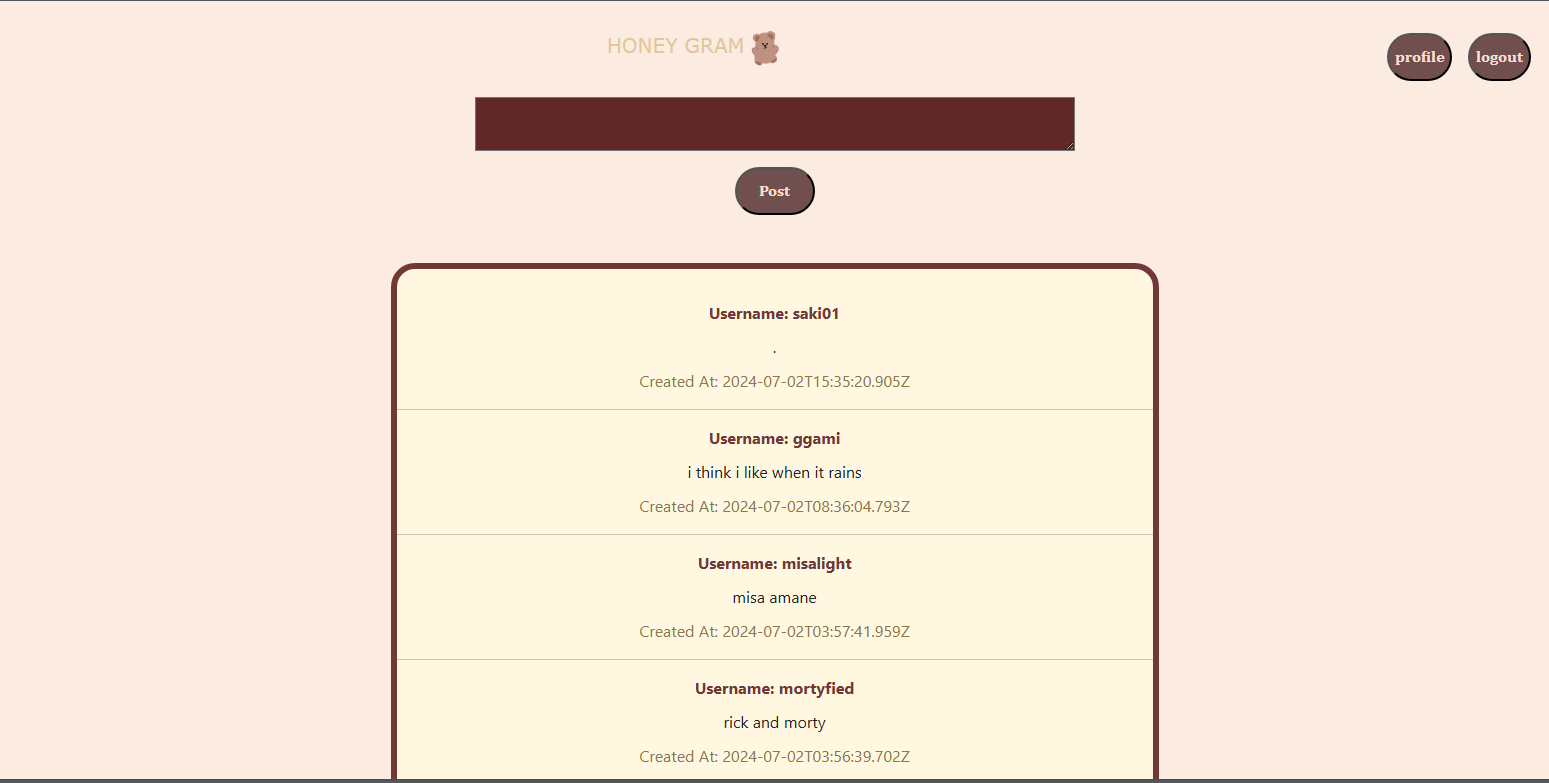 HONEY GRAM
profile
logout
Post
Username: saki01
.
Created At: 2024-07-02T15:35:20.905Z
Username: ggami
i think i like when it rains
Created At: 2024-07-02T08:36:04.793Z
Username: misalight
misa amane
Created At: 2024-07-02T03:57:41.959Z
Username: mortyfied
rick and morty
Created At: 2024-07-02T03:56:39.702Z